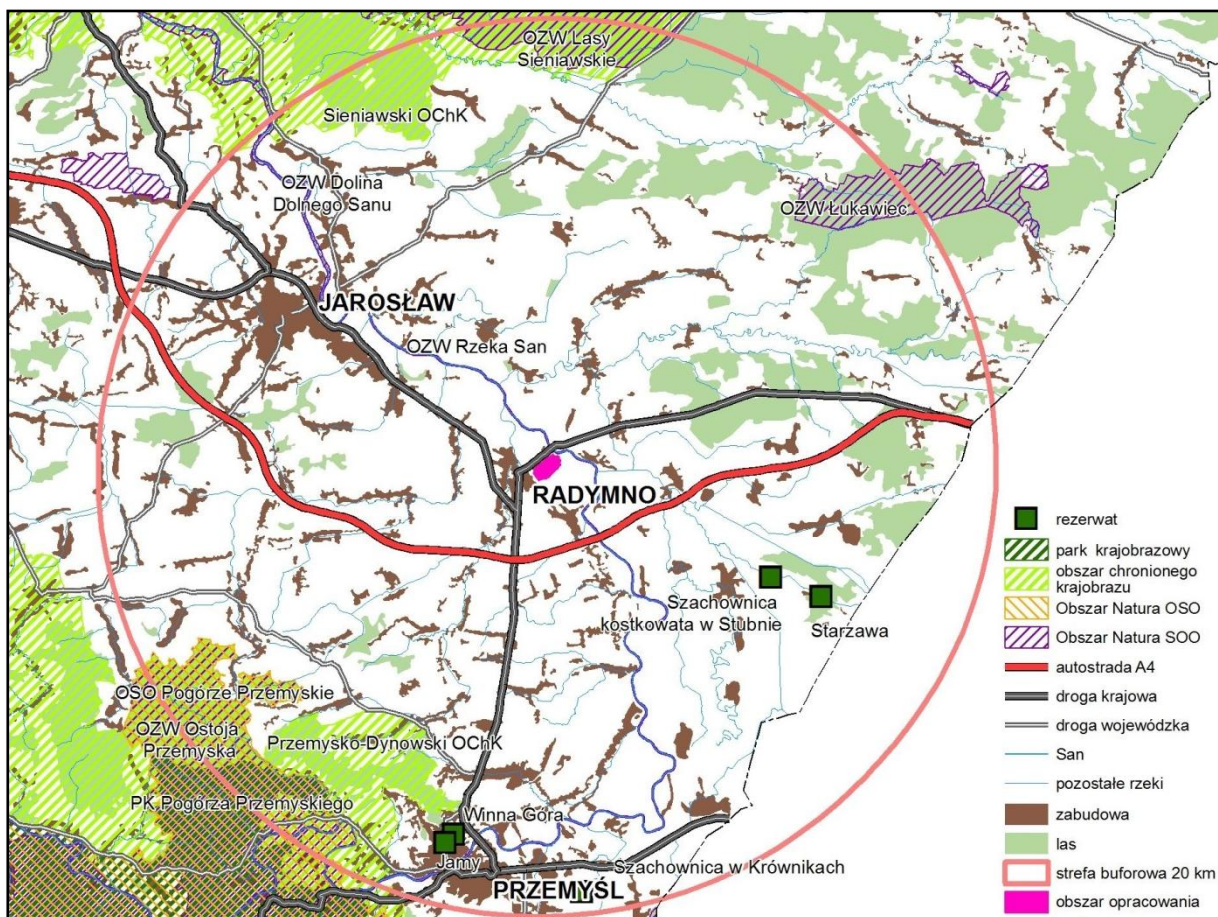 OZW Lasy
Sieniawskie
Sieniawski OChK
OZW Dolina
Dolnego Sanu
OZW Łukawiec
JAROSŁAW
OZW Rzeka San
RADYMNO
Szachownica
kostkowata w Stubnie
Starzawa
OSO Pogórze Przemyskie
OZW Ostoja
Przemyska
Przemysko-Dynowski OChK
PK Pogórza Przemyskiego
Winna Góra
Jamy
Szachownica w Krównikach
PRZEMYŚL
rezerwat
park krajobrazowy
obszar chronionego
krajobrazu
Obszar Natura OSO
Obszar Natura SOO
autostrada A4
droga krajowa
droga wojewódzka
San
pozostałe rzeki
zabudowa
las
strefa buforowa 20 km
obszar opracowania